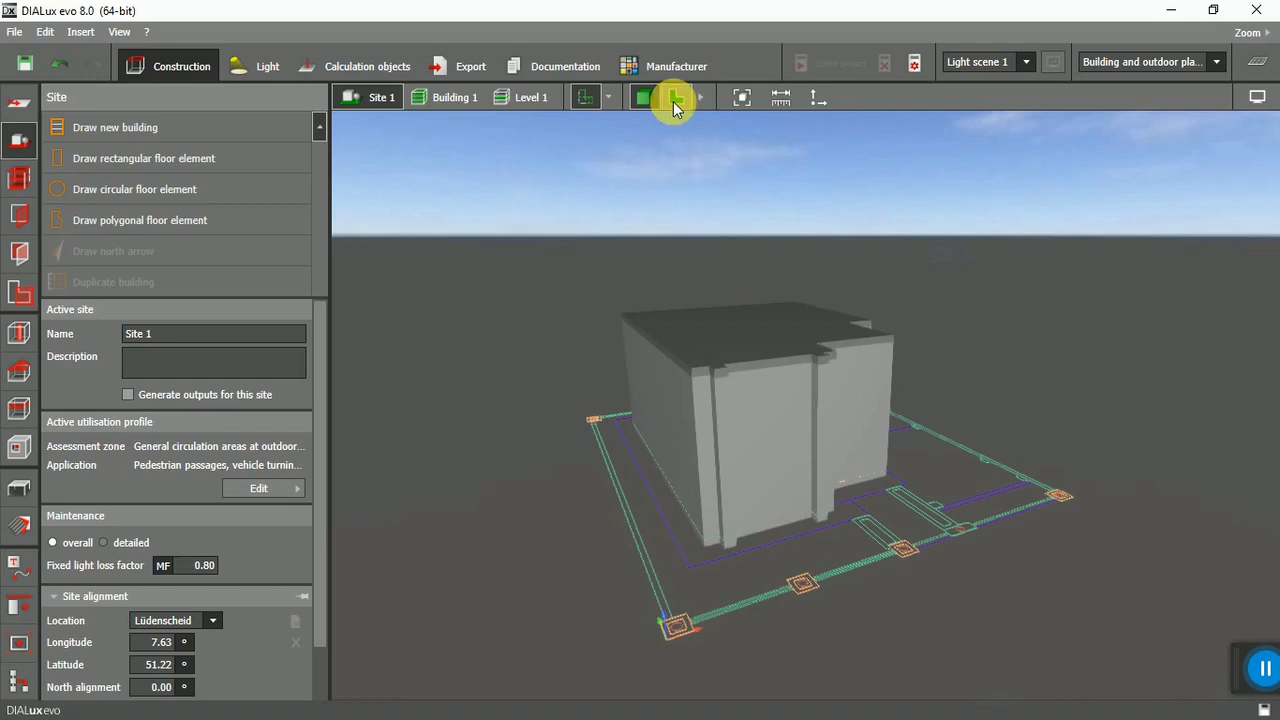 Dx DIALux evo 8.0 (64-bit)
File Edit Insert View ? Zoom
Construction Light Calculation objects Export Documentation Manufacturer Light scene 1 Building and outdoor pla...
Site Site 1 Building 1 Level 1
Draw new building
Draw rectangular floor element
Draw circular floor element
Draw polygonal floor element
Draw north arrow
Duplicate building
Active site
Name Site 1
Description
Generate outputs for this site
Active utilisation profile
Assessment zone General circulation areas at outdoor...
Application Pedestrian passages, vehicle turnin...
Edit
Maintenance
overall detailed
Fixed light loss factor MF 0.80
Site alignment
Location Lüdenscheid
Longitude 7.63 °
Latitude 51.22 °
North alignment 0.00 °
DIALux evo